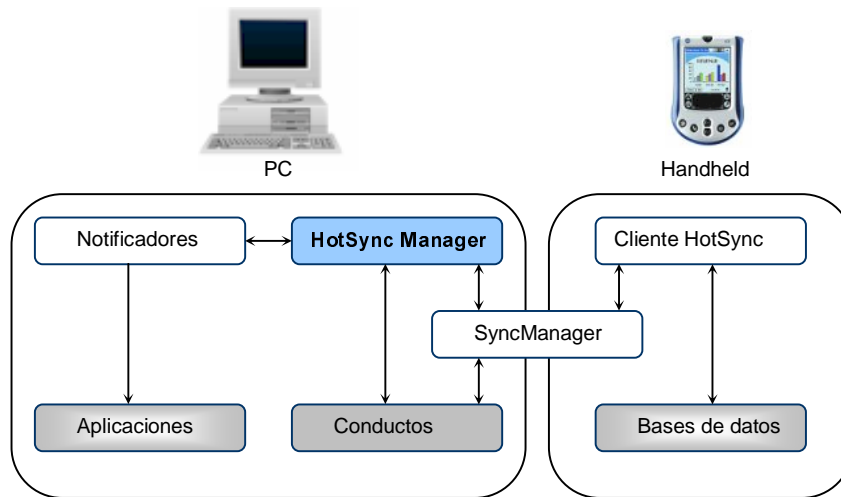 PC
Handheld
Notificadores
HotSync Manager
Cliente HotSync
SyncManager
Aplicaciones
Conductos
Bases de datos